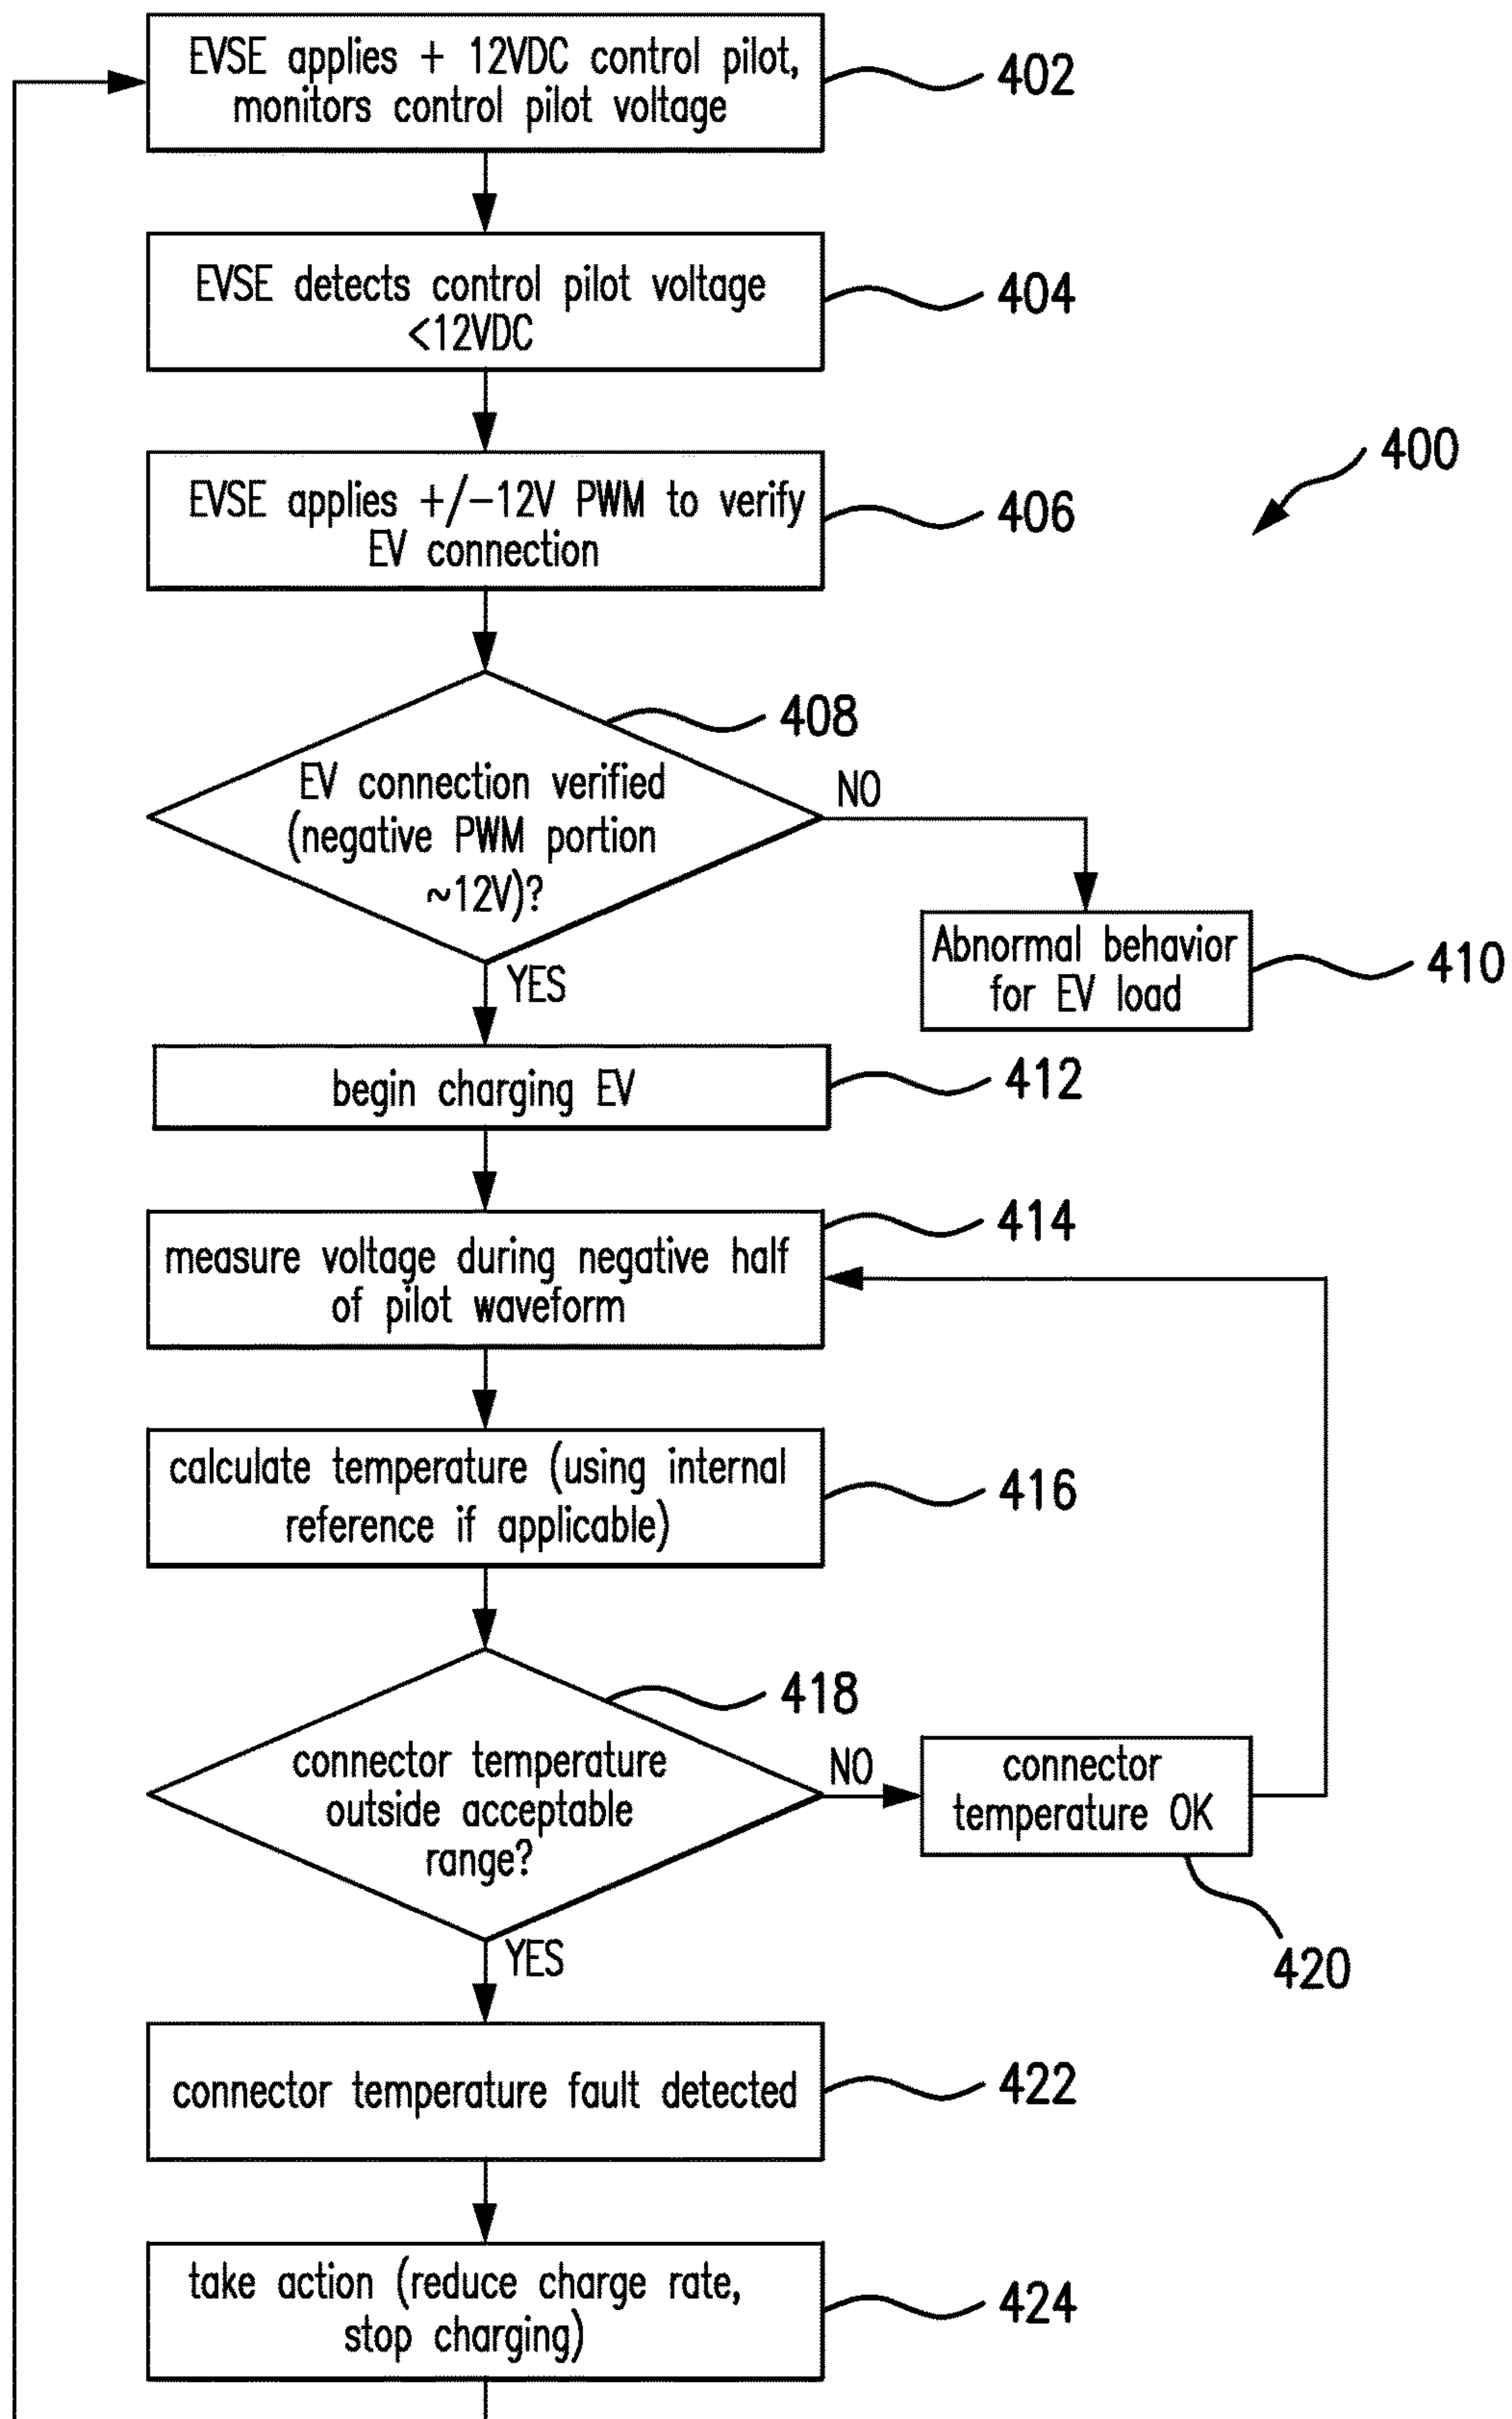 EVSE applies + 12VDC control pilot,
monitors control pilot voltage
402
EVSE detects control pilot voltage
<12VDC
404
400
EVSE applies +/-12V PWM to verify
EV connection
406
408
EV connection verified
(negative PWM portion
~12V)?
NO
YES
Abnormal behavior
for EV load
410
begin charging EV
412
measure voltage during negative half
of pilot waveform
414
calculate temperature (using internal
reference if applicable)
416
418
connector temperature
outside acceptable
range?
NO
connector
temperature OK
420
YES
connector temperature fault detected
422
take action (reduce charge rate,
stop charging)
424